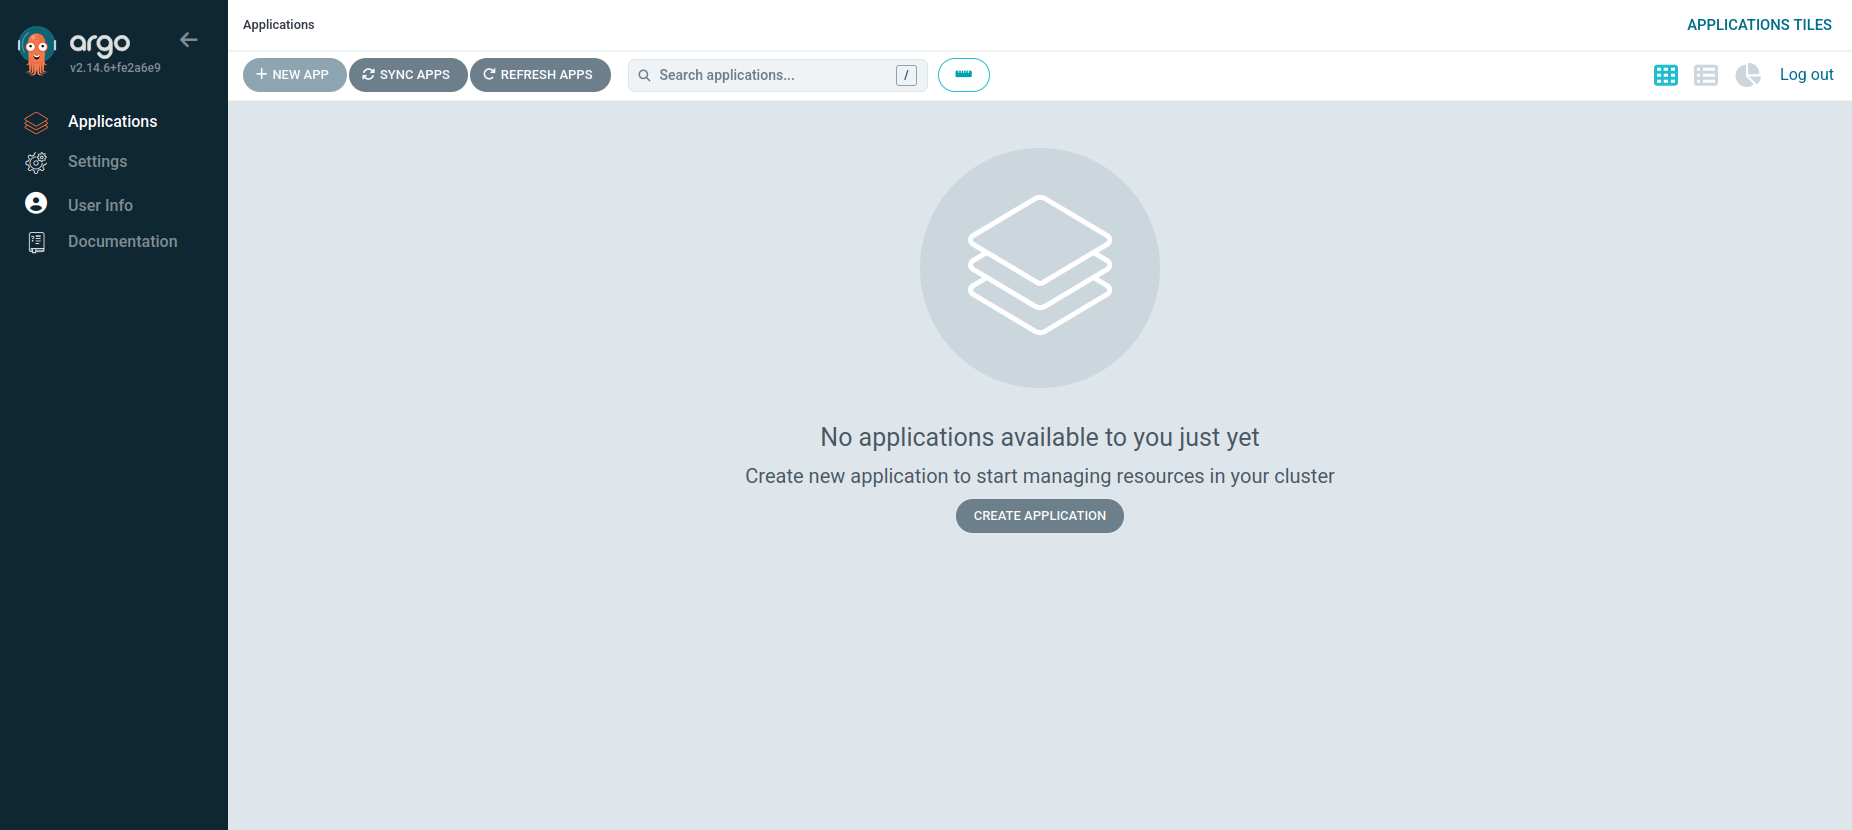 argo
v2.14.6+fe2a6e9
Applications
Settings
User Info
Documentation
Applications
APPLICATIONS TILES
+ NEW APP
SYNC APPS
REFRESH APPS
Search applications...
/
Log out
No applications available to you just yet
Create new application to start managing resources in your cluster
CREATE APPLICATION